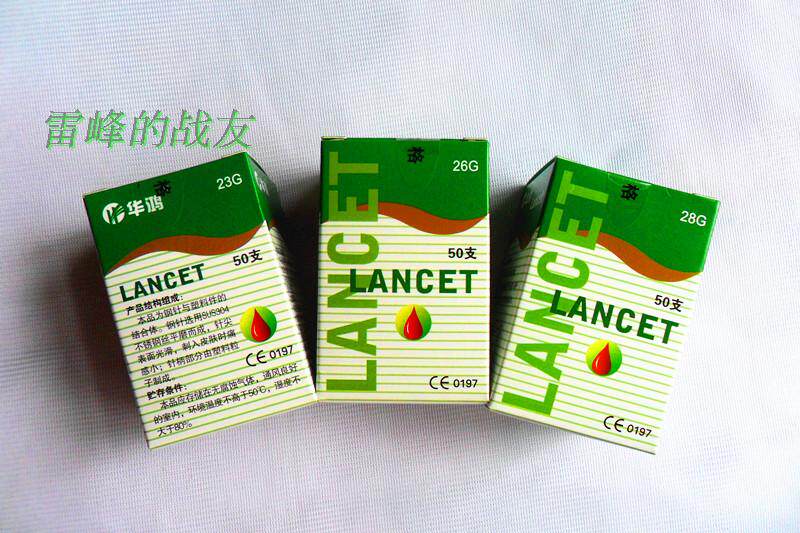 雷峰的战友
格
23G
华鸿
50支
LANCET
产品结构组成：
本品为钢针与塑料件的
结合体。钢针选用SUS304
不锈钢丝平磨而成，针尖
表面光滑，刺入皮肤时痛
感小；针柄部分由塑料粒
子制成。
CE 0197
贮存条件：
本品应存储在无腐蚀气体，通风良好
的室内，环境温度不高于50℃，湿度不
大于80%。
格
26G
LANCET
50支
LANCET
CE 0197
格
28G
LANCET
50支
LANCET
CE 0197